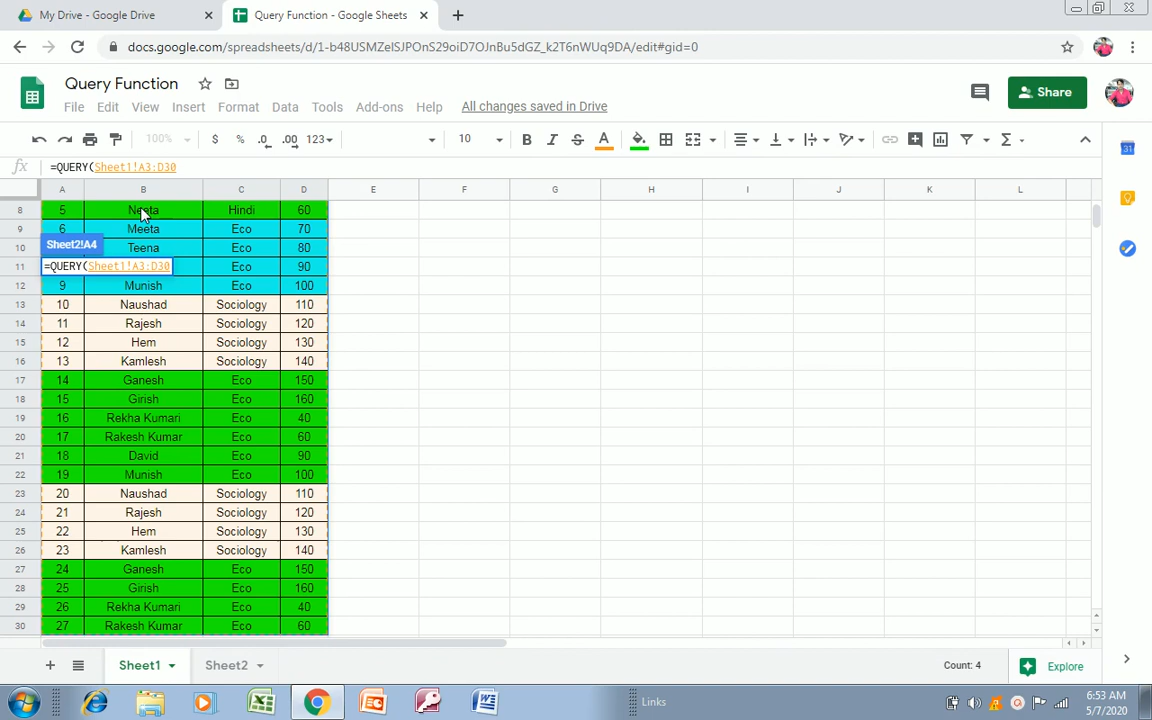 My Drive - Google Drive × Query Function - Google Sheets × +
docs.google.com/spreadsheets/d/1-b48USMZelSJPOnS29oiD7OJnBu5dGZ_k2T6nWUq9DA/edit#gid=0
Query Function
File Edit View Insert Format Data Tools Add-ons Help All changes saved in Drive
Share
100% $ % .0 .00 123 10 B I S A
fx =QUERY(Sheet1!A3:D30
A B C D E F G H I J K L
8 5 Neeta Hindi 60
9 6 Meeta Eco 70
Sheet2!A4
10 Teena Eco 80
11 =QUERY(Sheet1!A3:D30 Eco 90
12 9 Munish Eco 100
13 10 Naushad Sociology 110
14 11 Rajesh Sociology 120
15 12 Hem Sociology 130
16 13 Kamlesh Sociology 140
17 14 Ganesh Eco 150
18 15 Girish Eco 160
19 16 Rekha Kumari Eco 40
20 17 Rakesh Kumar Eco 60
21 18 David Eco 90
22 19 Munish Eco 100
23 20 Naushad Sociology 110
24 21 Rajesh Sociology 120
25 22 Hem Sociology 130
26 23 Kamlesh Sociology 140
27 24 Ganesh Eco 150
28 25 Girish Eco 160
29 26 Rekha Kumari Eco 40
30 27 Rakesh Kumar Eco 60
+ Sheet1 Sheet2 Count: 4 Explore
Links
6:53 AM
5/7/2020